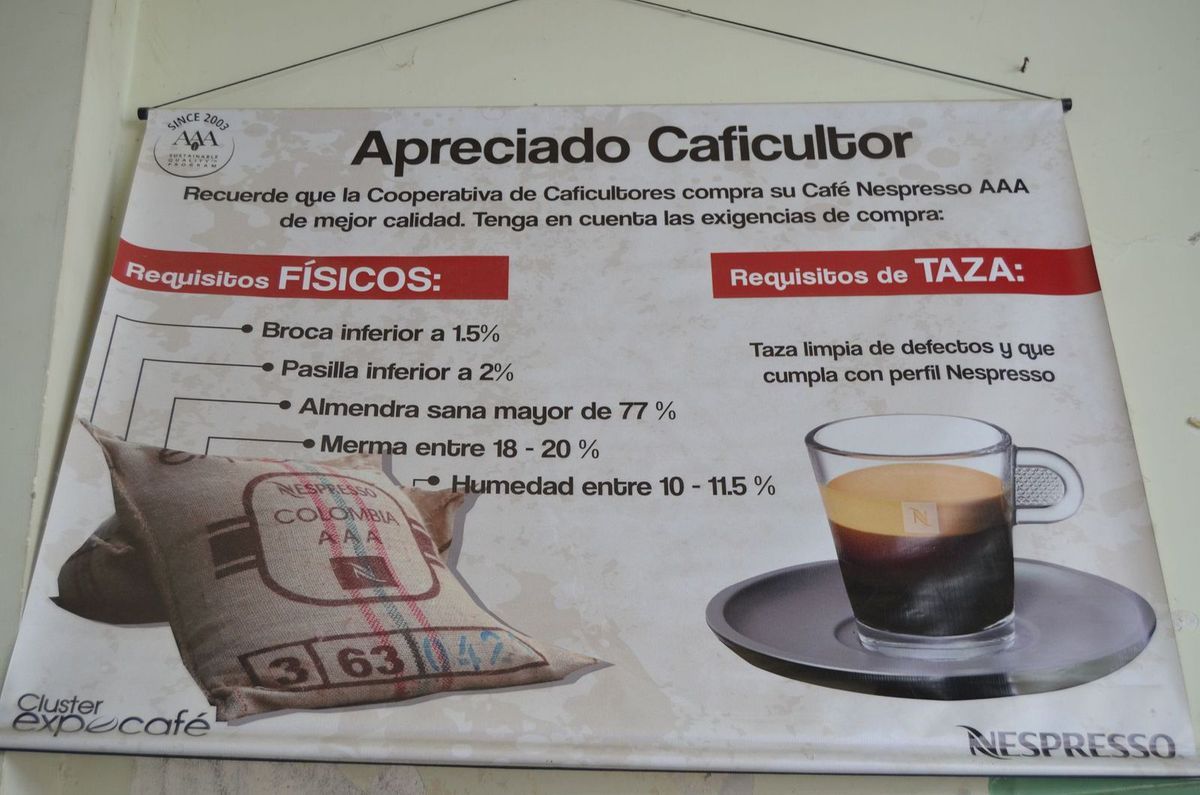 SINCE 2003
AAA
SUSTAINABLE
QUALITY™
PROGRAM
Apreciado Caficultor
Recuerde que la Cooperativa de Caficultores compra su Café Nespresso AAA
de mejor calidad. Tenga en cuenta las exigencias de compra:
Requisitos FÍSICOS:
Broca inferior a 1.5%
Pasilla inferior a 2%
Almendra sana mayor de 77 %
Merma entre 18 - 20 %
Humedad entre 10 - 11.5 %
Requisitos de TAZA:
Taza limpia de defectos y que
cumpla con perfil Nespresso
NESPRESSO
COLOMBIA
AAA
N
3 63 042
N
Cluster
expocafé
NESPRESSO